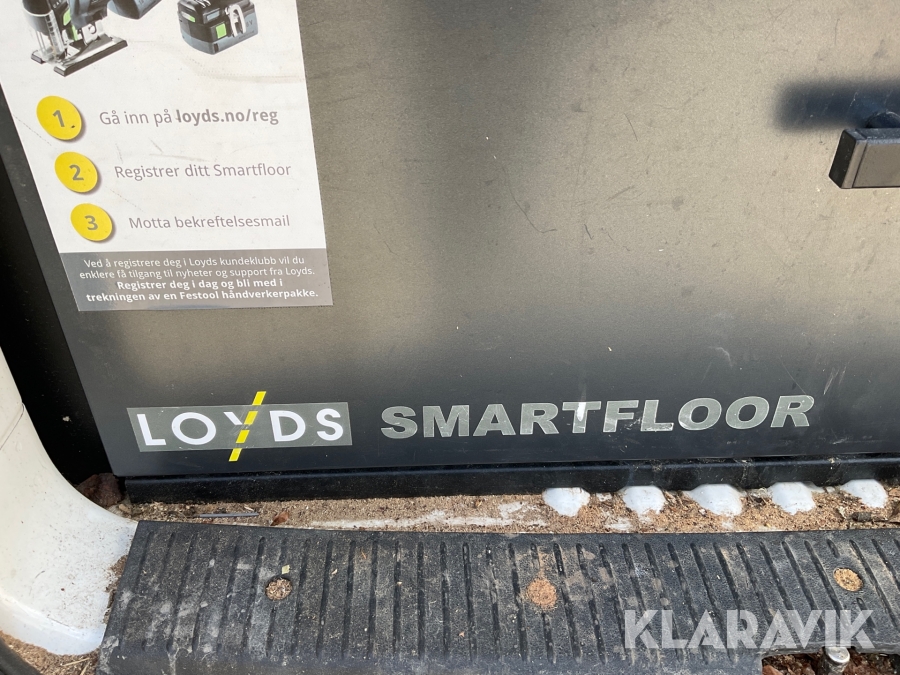 1.
Gå inn på loyds.no/reg
2
Registrer ditt Smartfloor
3
Motta bekreftelsesmail
Ved å registrere deg i Loyds kundeklubb vil du
enklere få tilgang til nyheter og support fra Loyds.
Registrer deg i dag og bli med i
trekningen av en Festool håndverkerpakke.
LOYDS SMARTFLOOR
KLARAVIK